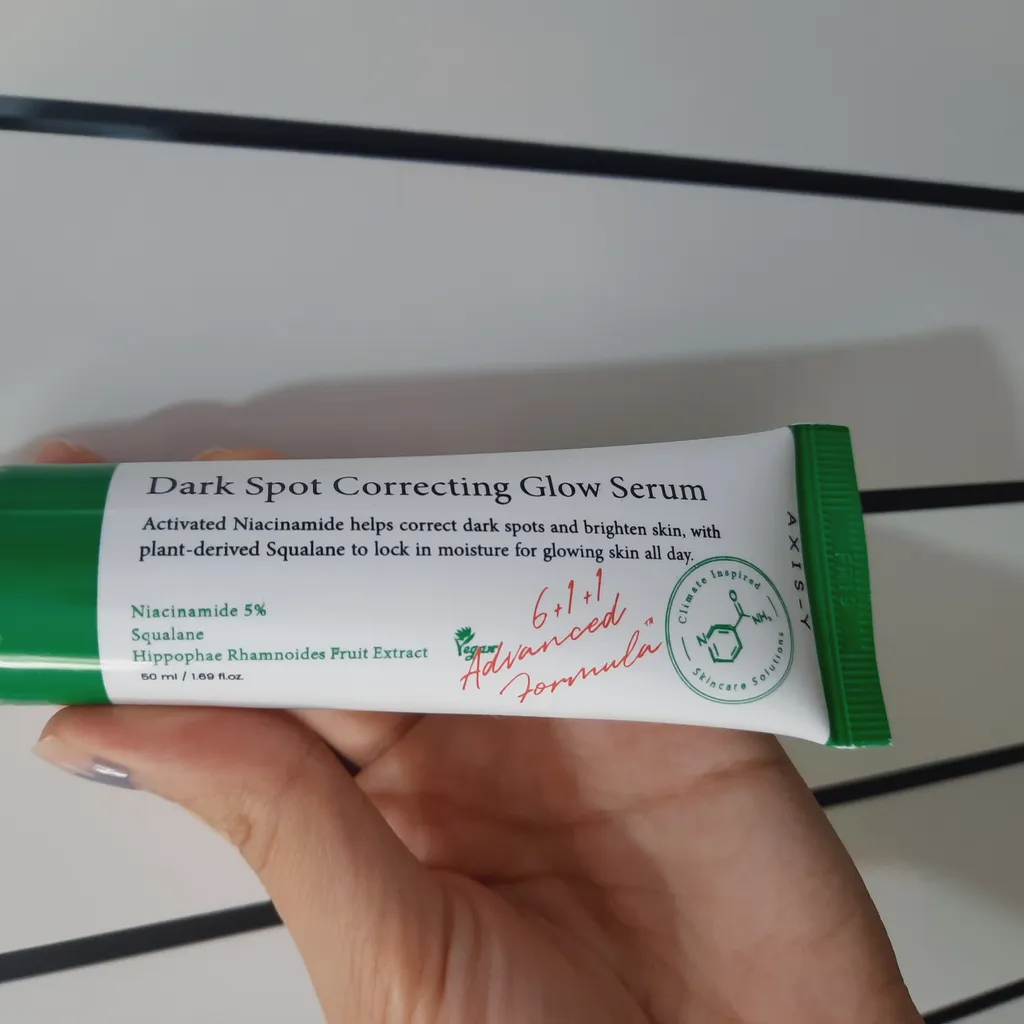 Dark Spot Correcting Glow Serum
Activated Niacinamide helps correct dark spots and brighten skin, with
plant-derived Squalane to lock in moisture for glowing skin all day.
Niacinamide 5%
Squalane
Hippophae Rhamnoides Fruit Extract
50 ml / 1.69 fl.oz.
Vegan
6+1+1
Advanced
Formula™
Climate Inspired
N
O
NH₂
Skincare Solutions
AXIS-Y